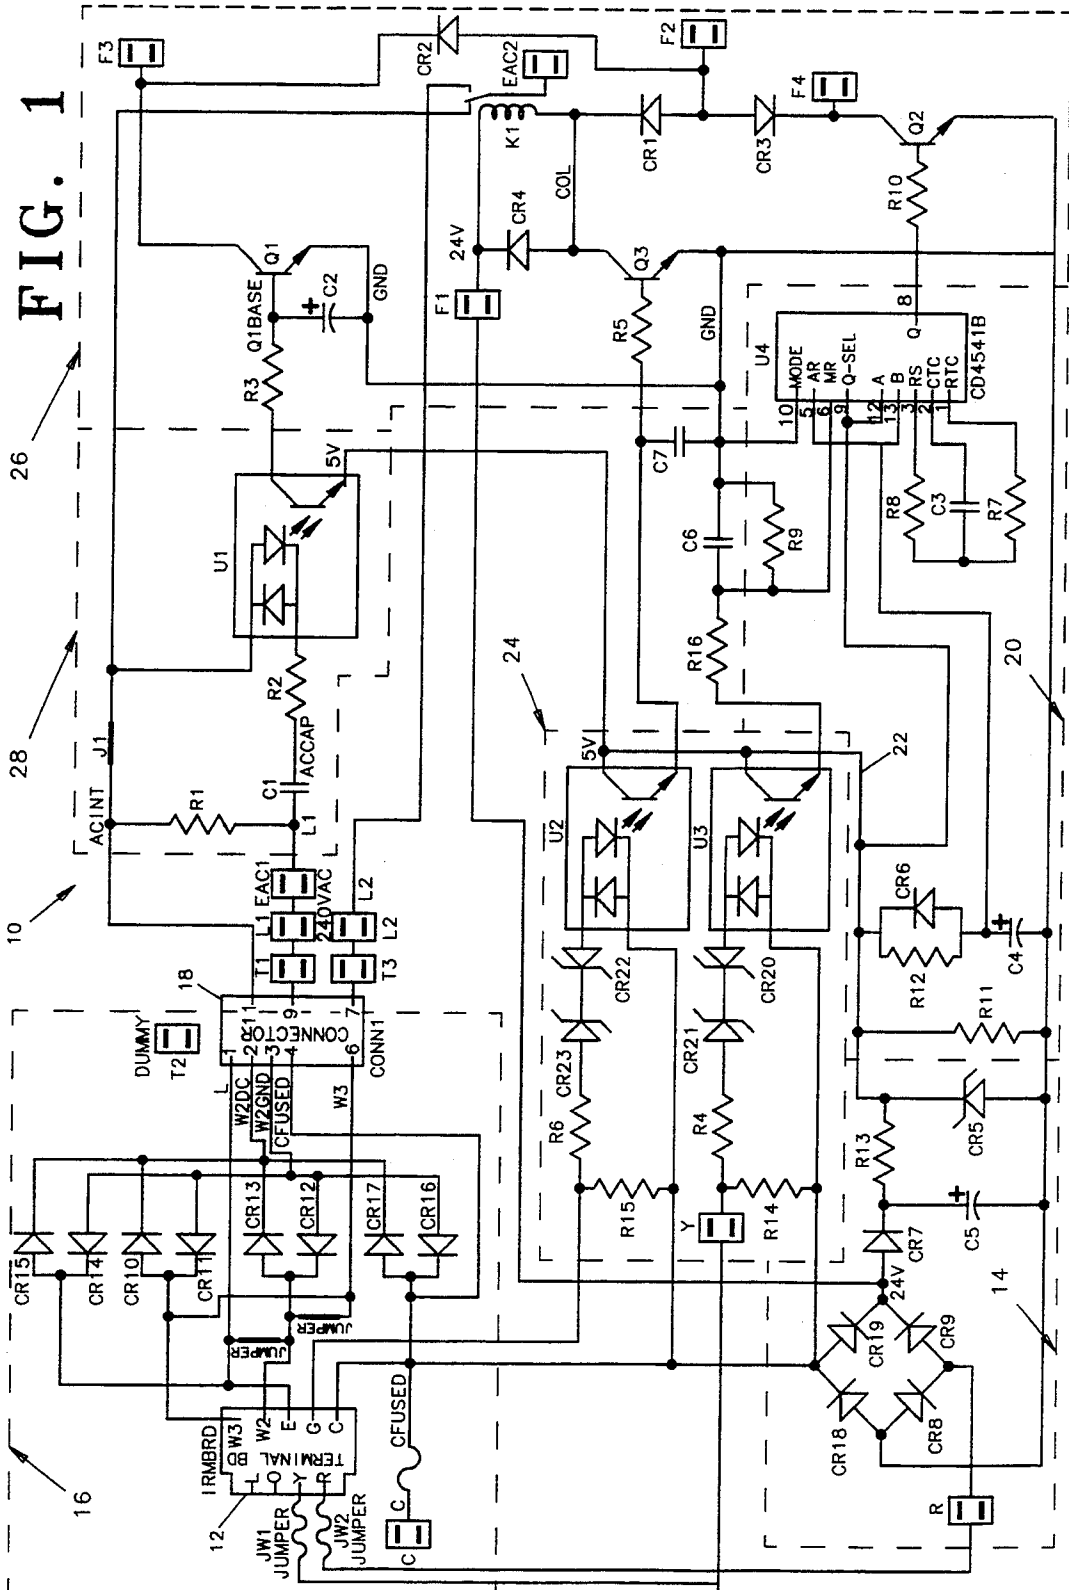 FIG. 1
26
28
10
16
F3
CR2
EAC2
F2
F4
K1
CR1
CR3
Q2
R10
COL
CR4
24V
F1
Q1
C2
GND
Q1BASE
R3
Q3
R5
GND
5V
U1
R2
ACCAP
C1
J1
ACINT
R1
L1
EAC1
L1
240VAC
L2
L2
T1
T3
18
11
9
7
CONNECTOR
1
2
3
4
6
CONN1
DUMMY
T2
L
W2DC
W2GND
CFUSED
W3
CR15
CR14
CR10
CR11
CR13
CR12
CR17
CR16
JUMPER
JUMPER
IRMBRD
W3
W2
E
G
C
TERMINAL
BD
L
O
Y
R
12
JW1
JUMPER
JW2
JUMPER
CFUSED
C
24
C7
C6
R9
R16
5V
U2
U3
CR22
CR23
CR20
CR21
R6
R4
R15
R14
Y
U4
MODE
AR
MR
Q-SEL
A
B
RS
CTC
RTC
CD4541B
10
5
6
9
12
13
3
2
1
Q
8
R8
C3
R7
20
22
CR6
R12
C4
R11
CR5
R13
C5
CR7
24V
14
CR19
CR9
CR18
CR8
R